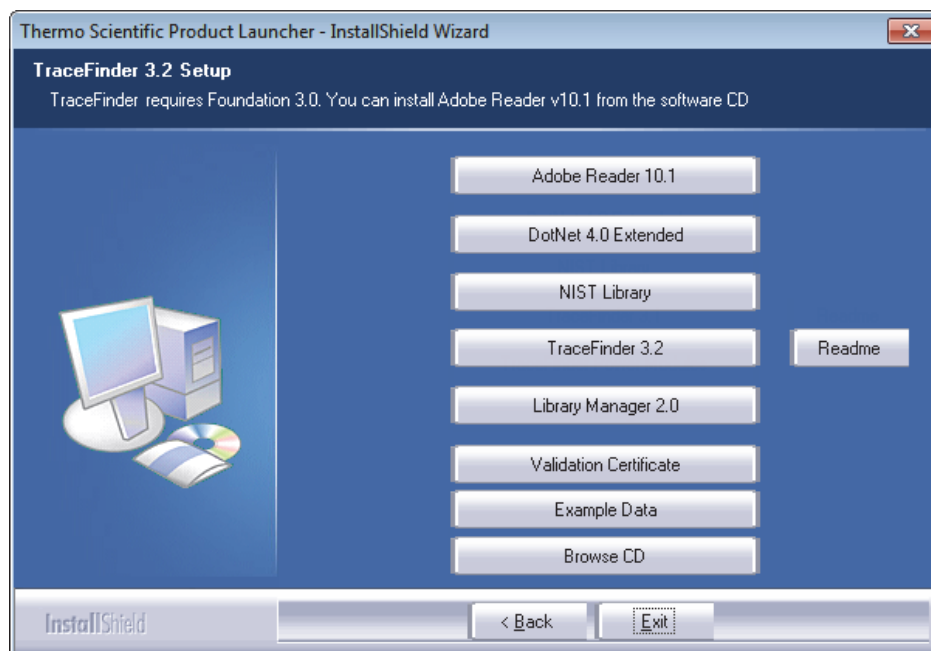 Thermo Scientific Product Launcher - InstallShield Wizard
TraceFinder 3.2 Setup
TraceFinder requires Foundation 3.0. You can install Adobe Reader v10.1 from the software CD
Adobe Reader 10.1
DotNet 4.0 Extended
NIST Library
TraceFinder 3.2
Readme
Library Manager 2.0
Validation Certificate
Example Data
Browse CD
InstallShield
< Back
Exit